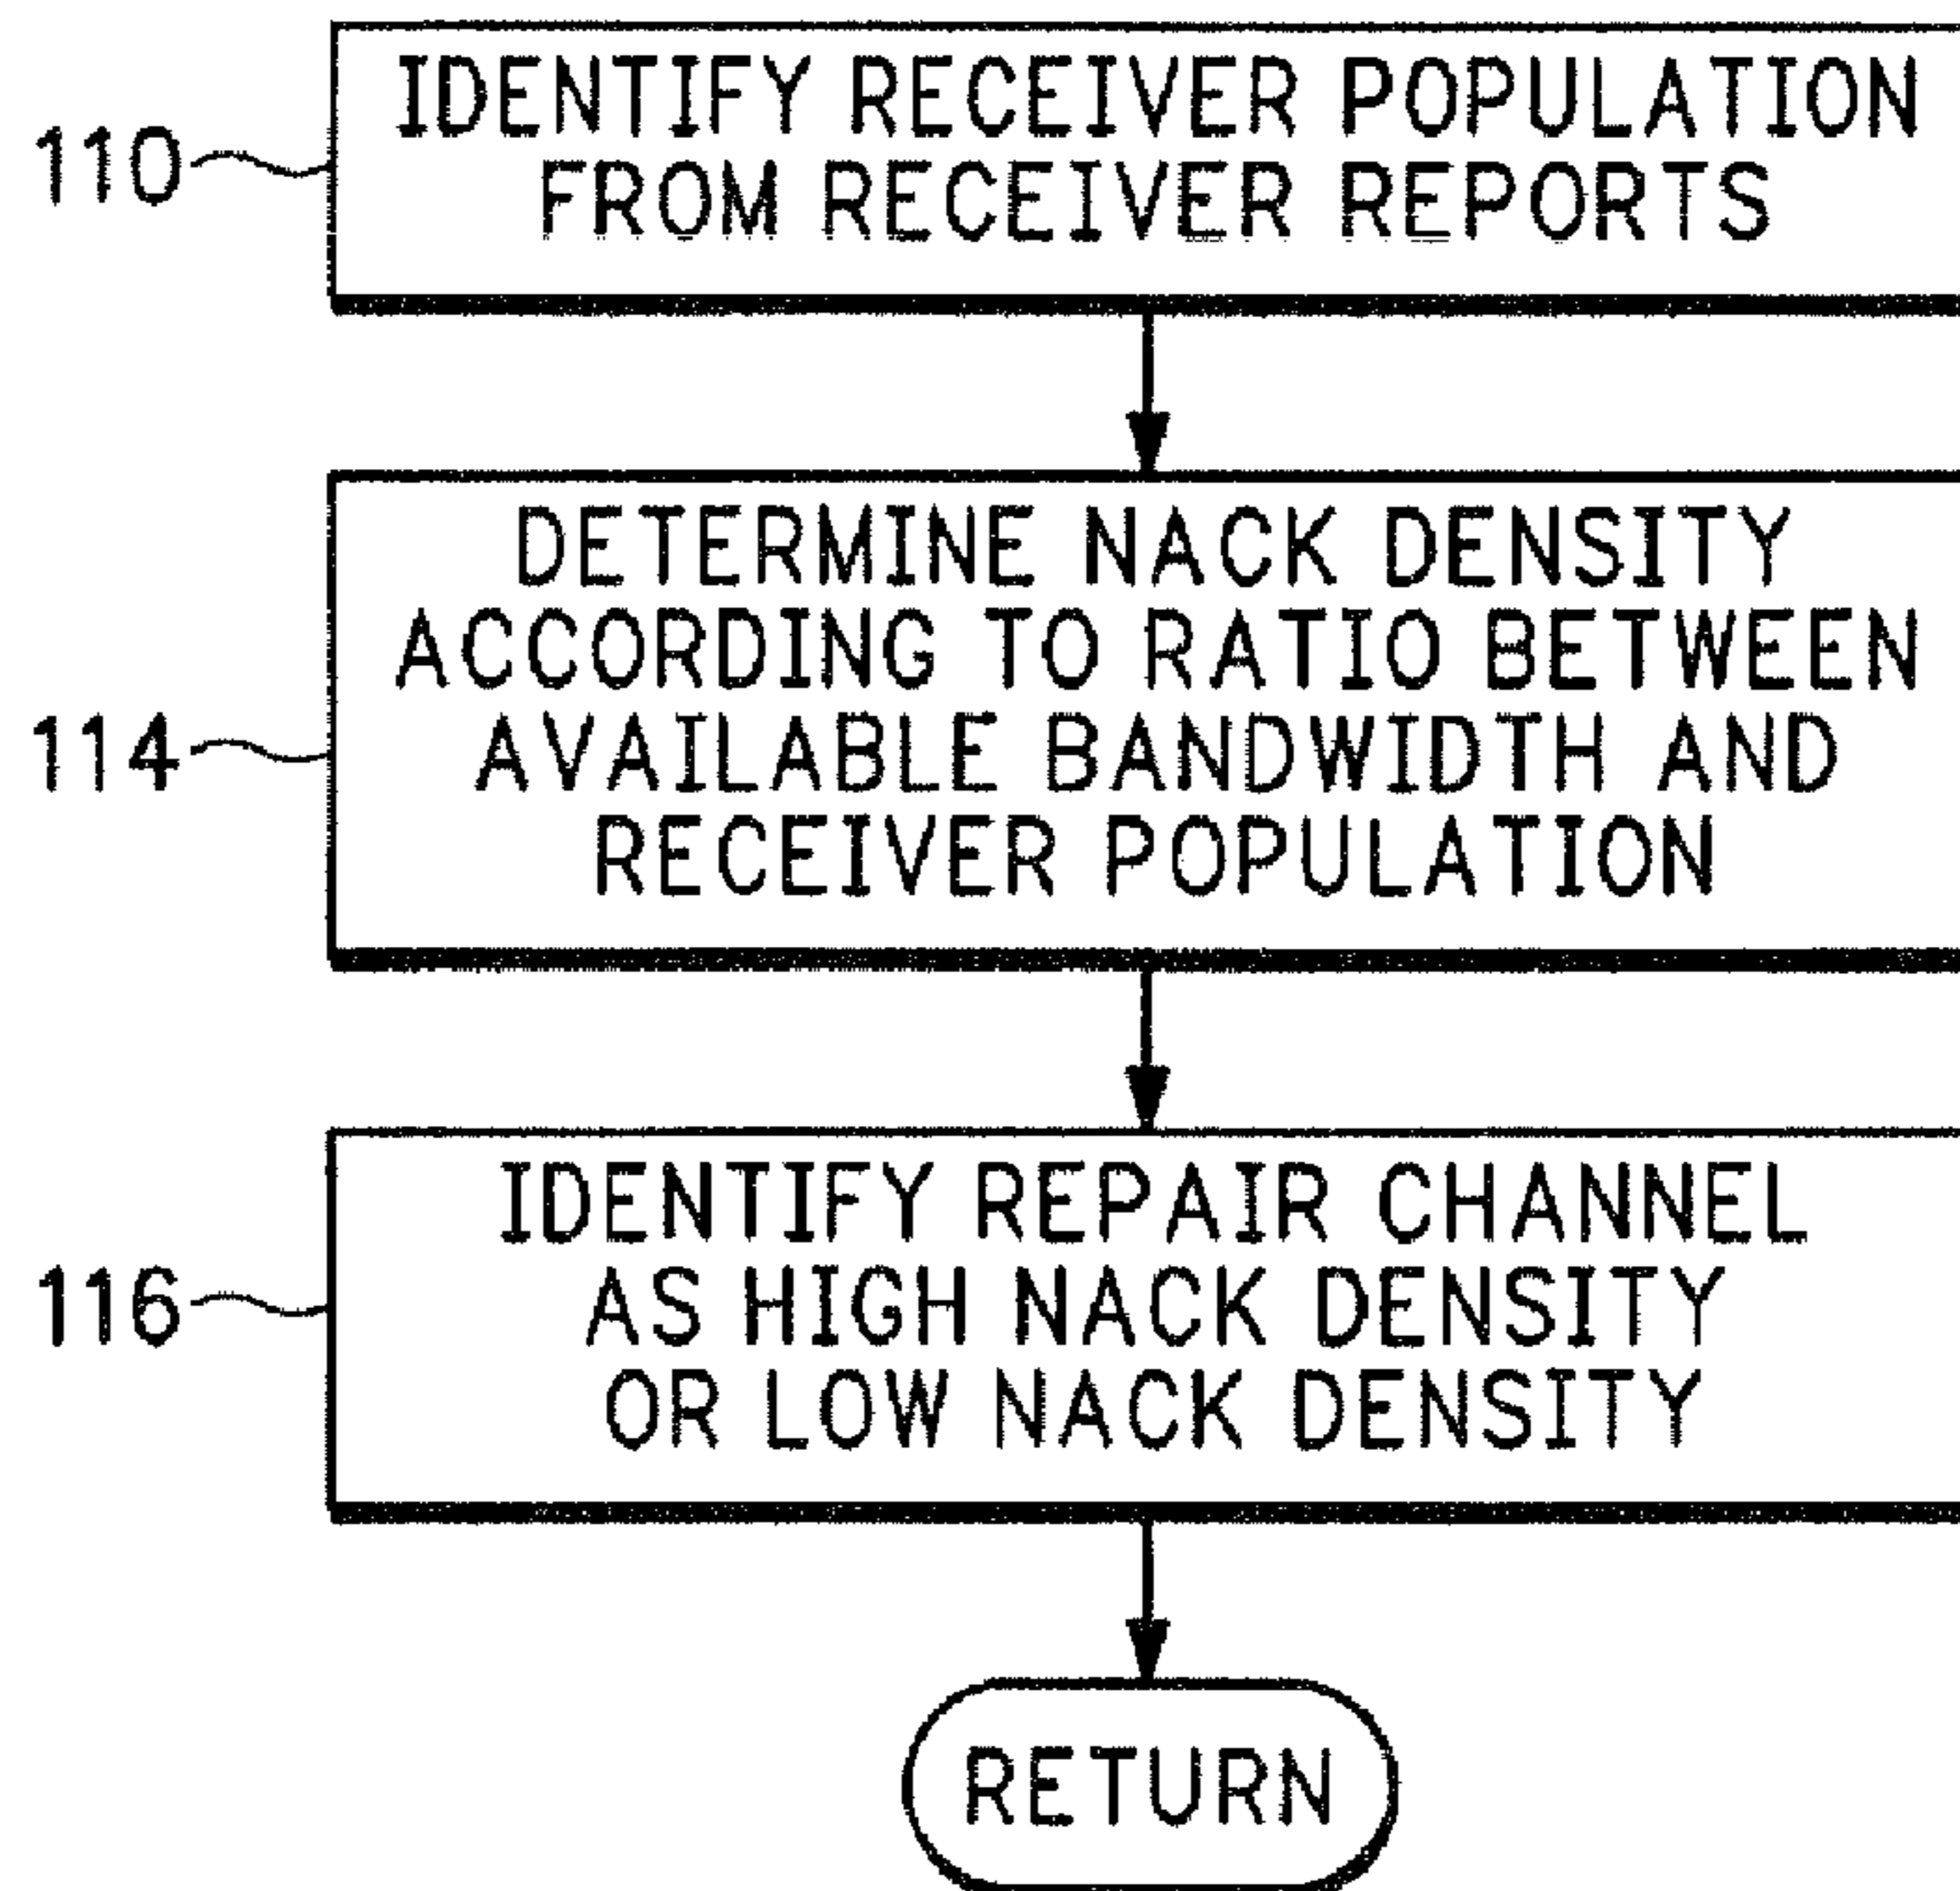 110
IDENTIFY RECEIVER POPULATION
FROM RECEIVER REPORTS
114
DETERMINE NACK DENSITY
ACCORDING TO RATIO BETWEEN
AVAILABLE BANDWIDTH AND
RECEIVER POPULATION
116
IDENTIFY REPAIR CHANNEL
AS HIGH NACK DENSITY
OR LOW NACK DENSITY
RETURN